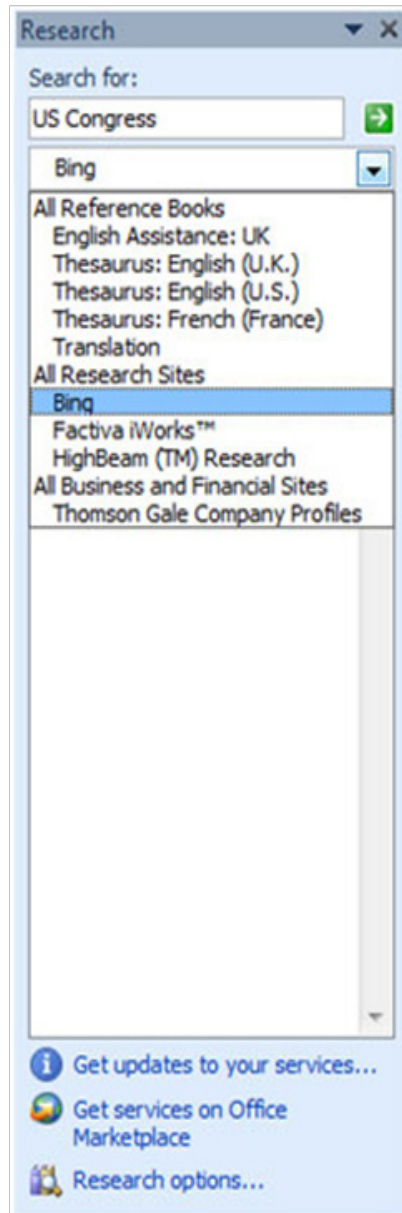 Research
Search for:
US Congress
Bing
All Reference Books
English Assistance: UK
Thesaurus: English (U.K.)
Thesaurus: English (U.S.)
Thesaurus: French (France)
Translation
All Research Sites
Bing
Factiva iWorks™
HighBeam (TM) Research
All Business and Financial Sites
Thomson Gale Company Profiles
Get updates to your services...
Get services on Office
Marketplace
Research options...